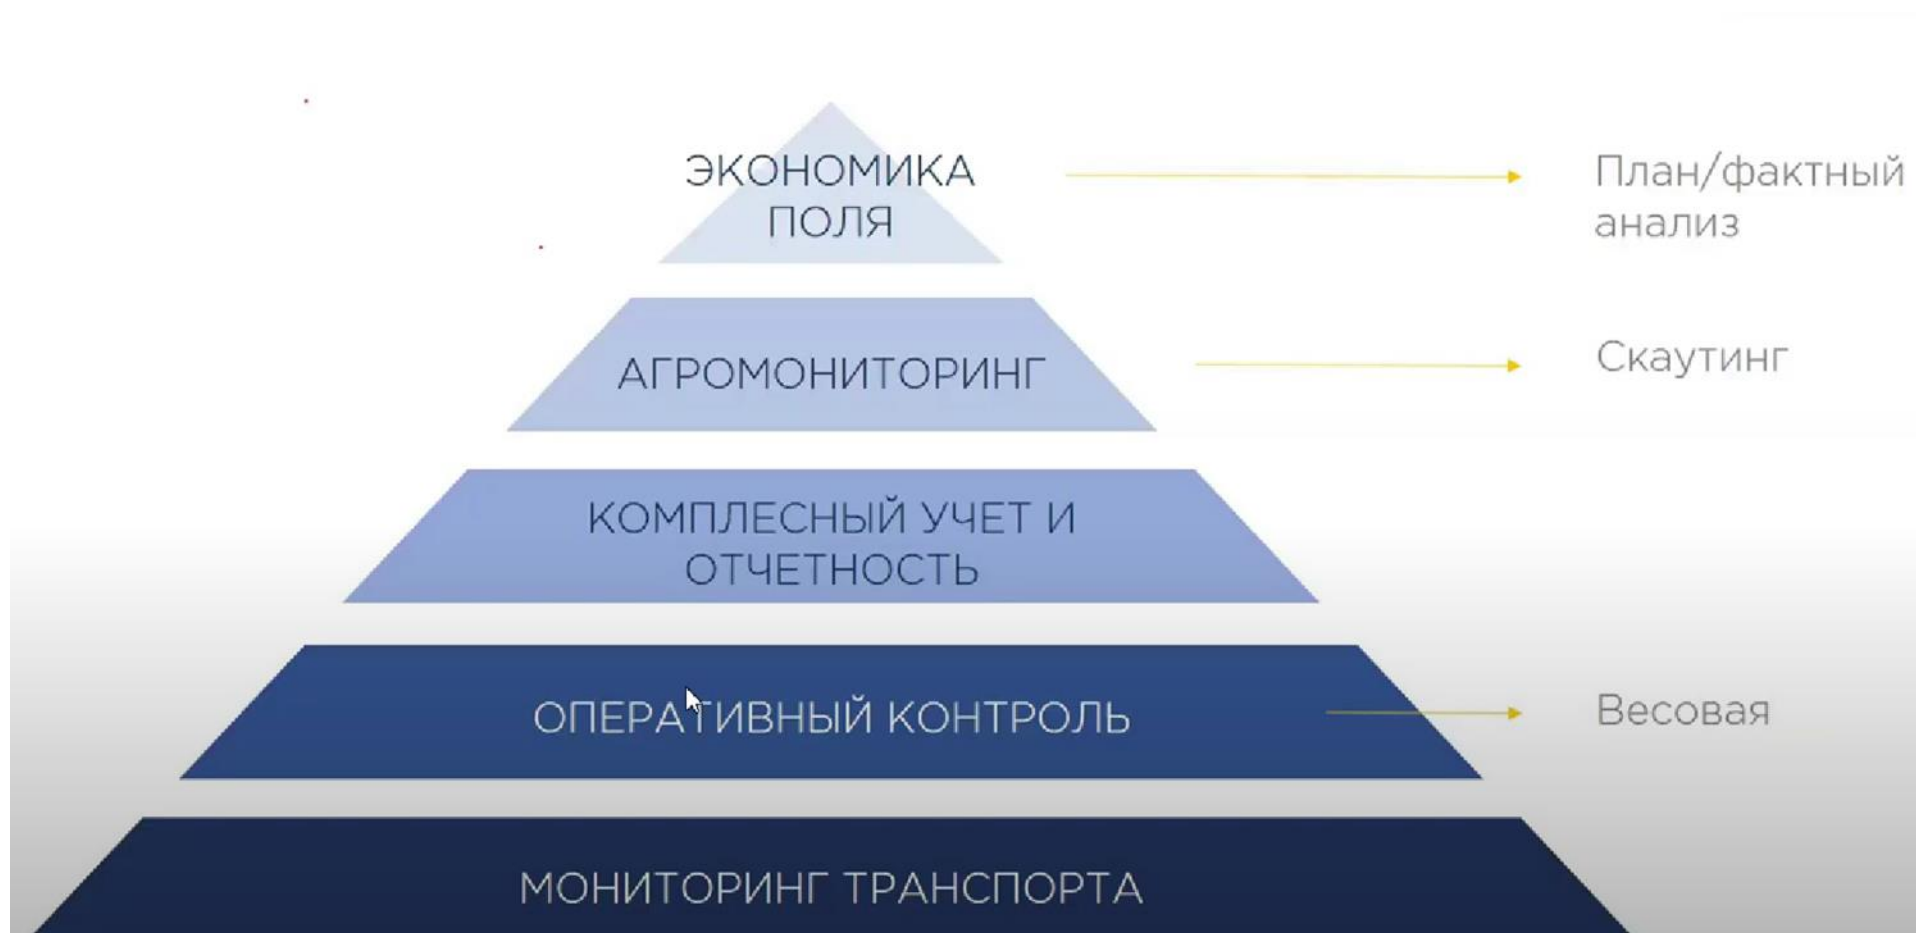 ЭКОНОМИКА
ПОЛЯ
План/фактный
анализ
АГРОМОНИТОРИНГ
Скаутинг
КОМПЛЕСНЫЙ УЧЕТ И
ОТЧЕТНОСТЬ
ОПЕРАТИВНЫЙ КОНТРОЛЬ
Весовая
МОНИТОРИНГ ТРАНСПОРТА